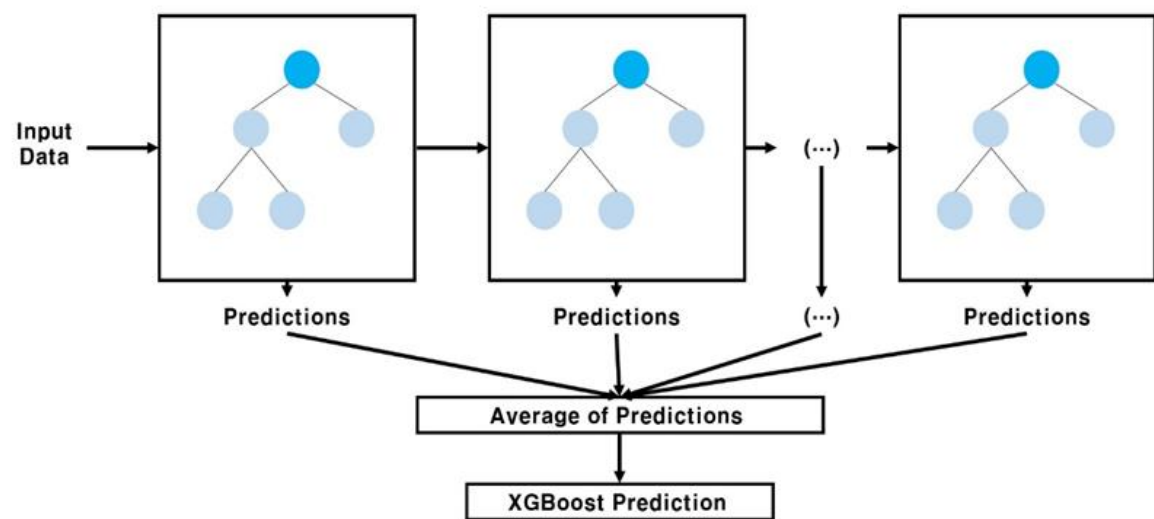 Input
Data
(...)
Predictions
Predictions
(...)
Predictions
Average of Predictions
XGBoost Prediction